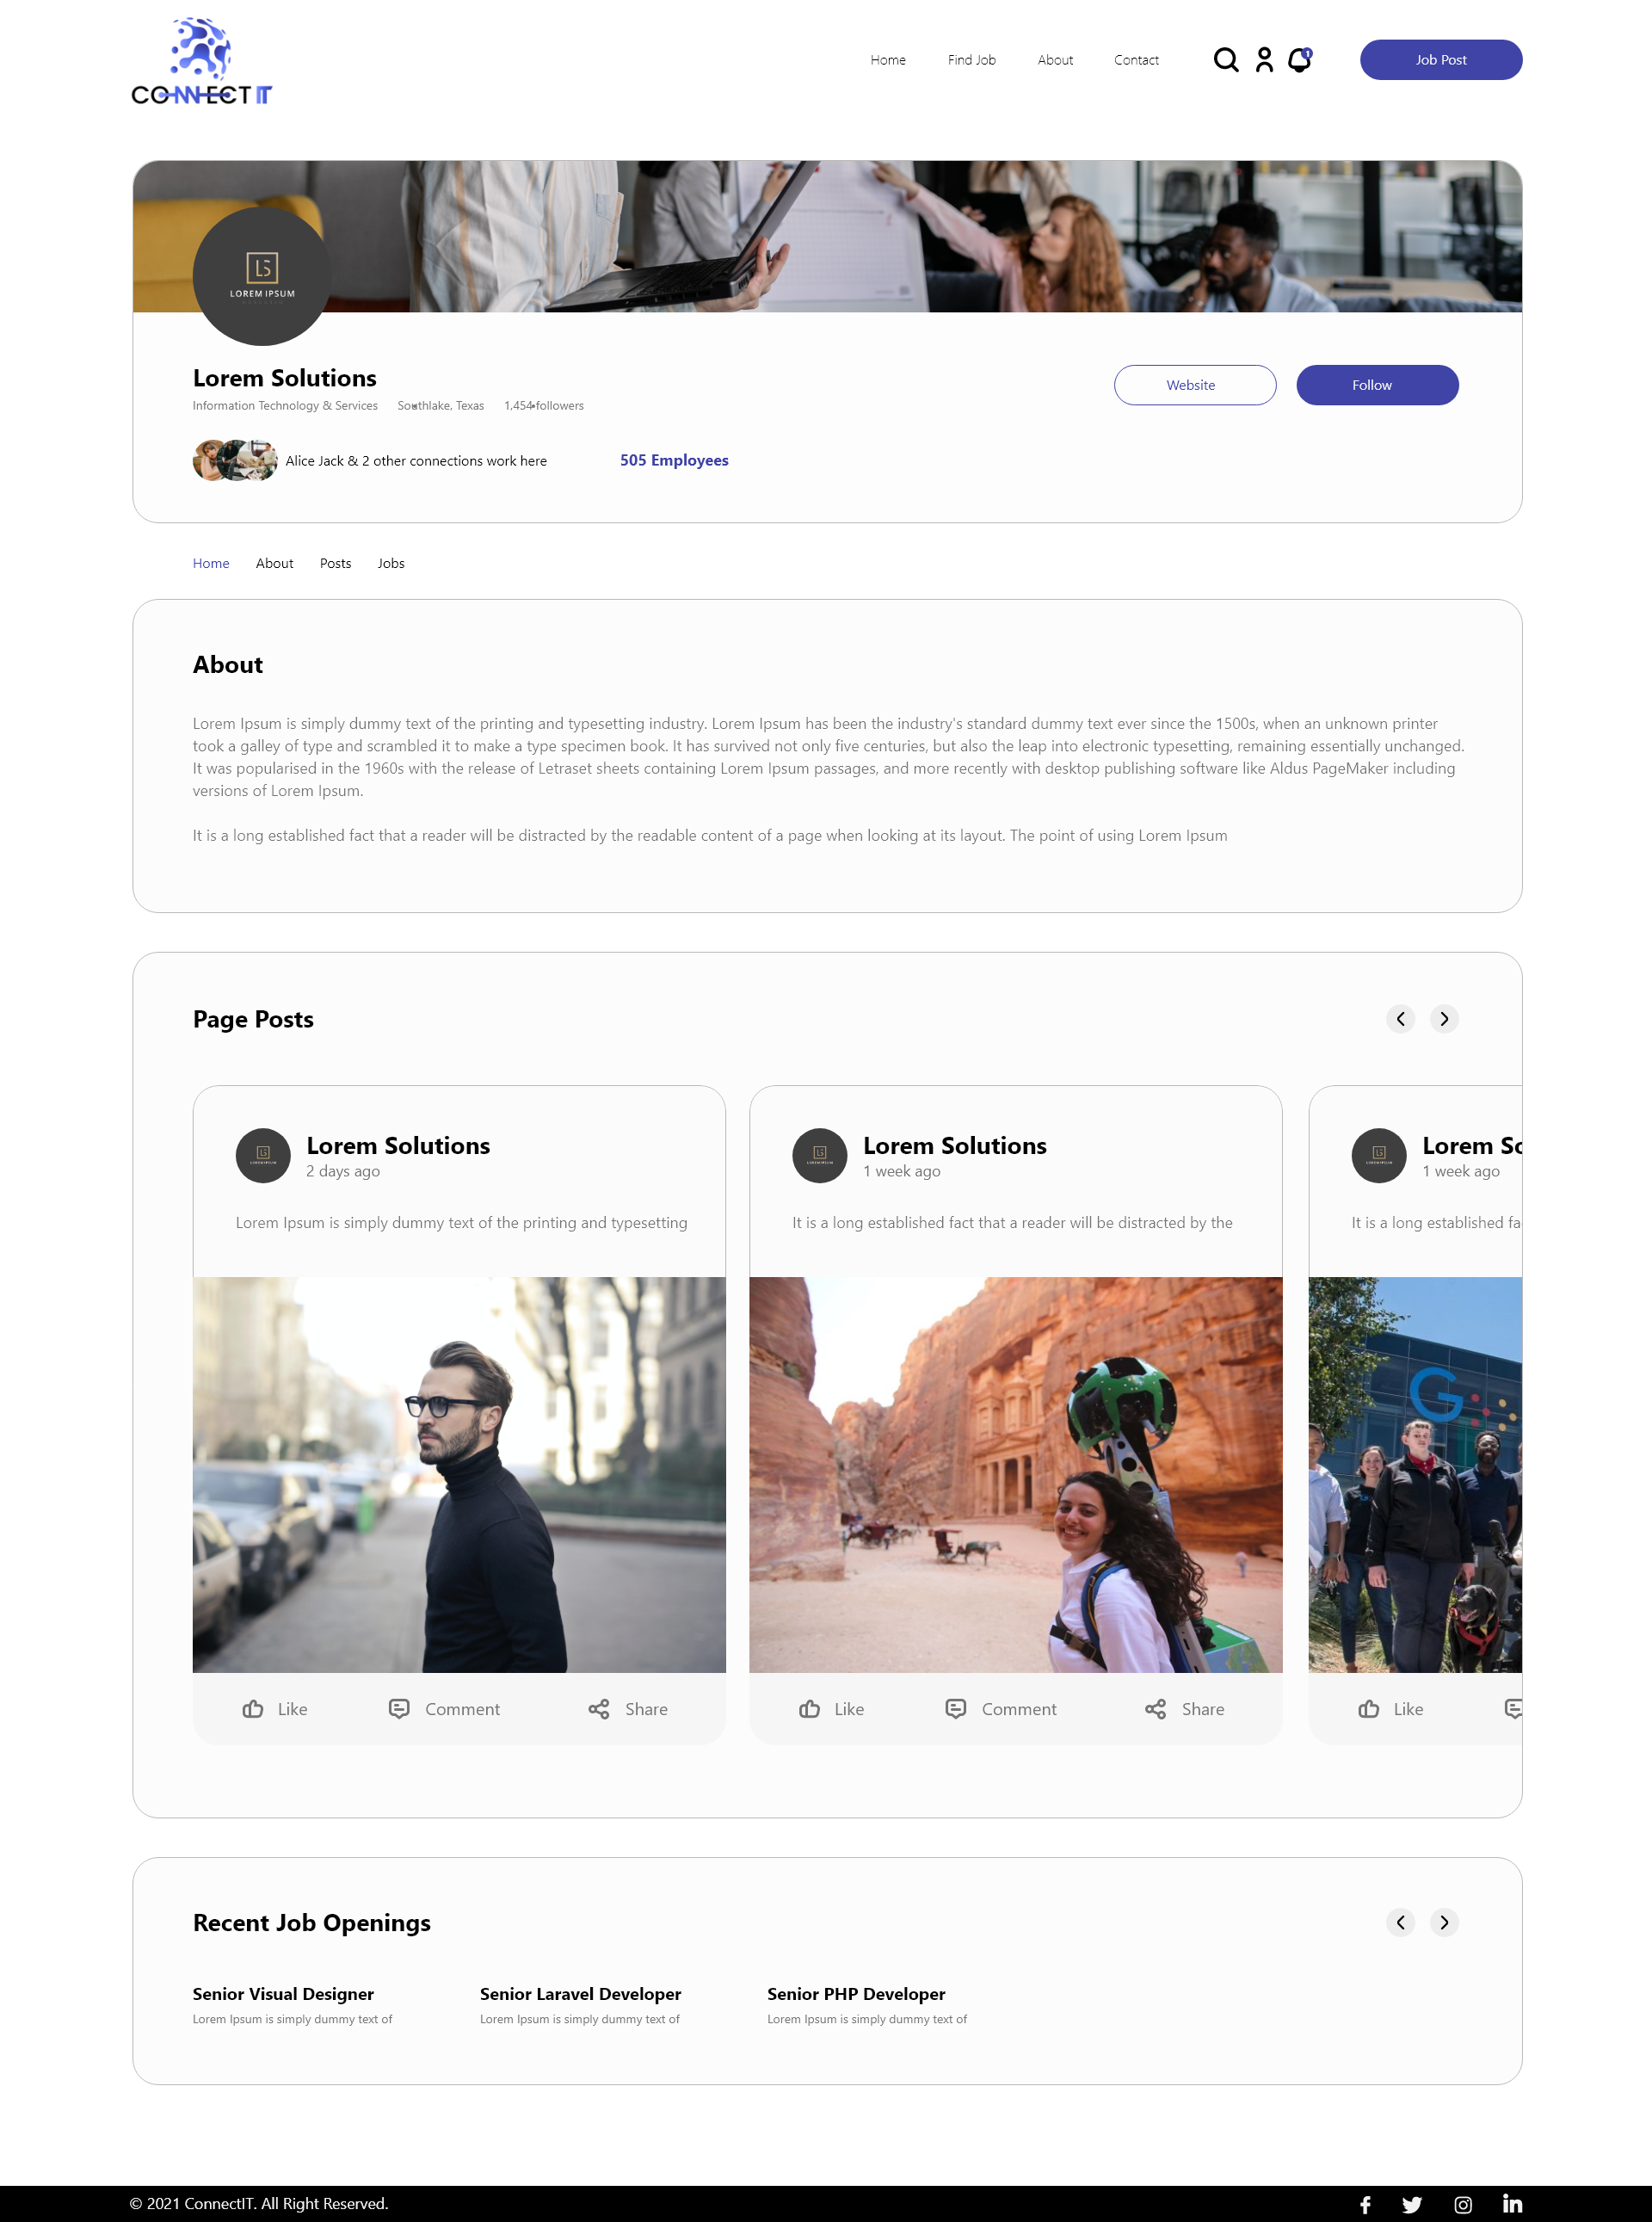 CONNECT IT
Home Find Job About Contact 1 Job Post
LS
LOREM IPSUM
Lorem Solutions
Website Follow
Information Technology & Services Southlake, Texas 1,454 followers
Alice Jack & 2 other connections work here 505 Employees
Home About Posts Jobs
About
Lorem Ipsum is simply dummy text of the printing and typesetting industry. Lorem Ipsum has been the industry's standard dummy text ever since the 1500s, when an unknown printer
took a galley of type and scrambled it to make a type specimen book. It has survived not only five centuries, but also the leap into electronic typesetting, remaining essentially unchanged.
It was popularised in the 1960s with the release of Letraset sheets containing Lorem Ipsum passages, and more recently with desktop publishing software like Aldus PageMaker including
versions of Lorem Ipsum.
It is a long established fact that a reader will be distracted by the readable content of a page when looking at its layout. The point of using Lorem Ipsum
Page Posts
LS
LOREM IPSUM
Lorem Solutions
2 days ago
Lorem Ipsum is simply dummy text of the printing and typesetting
Like Comment Share
LS
LOREM IPSUM
Lorem Solutions
1 week ago
It is a long established fact that a reader will be distracted by the
Like Comment Share
LS
LOREM IPSUM
Lorem So
1 week ago
It is a long established fa
G
Like
Recent Job Openings
Senior Visual Designer Senior Laravel Developer Senior PHP Developer
Lorem Ipsum is simply dummy text of Lorem Ipsum is simply dummy text of Lorem Ipsum is simply dummy text of
© 2021 ConnectIT. All Right Reserved.